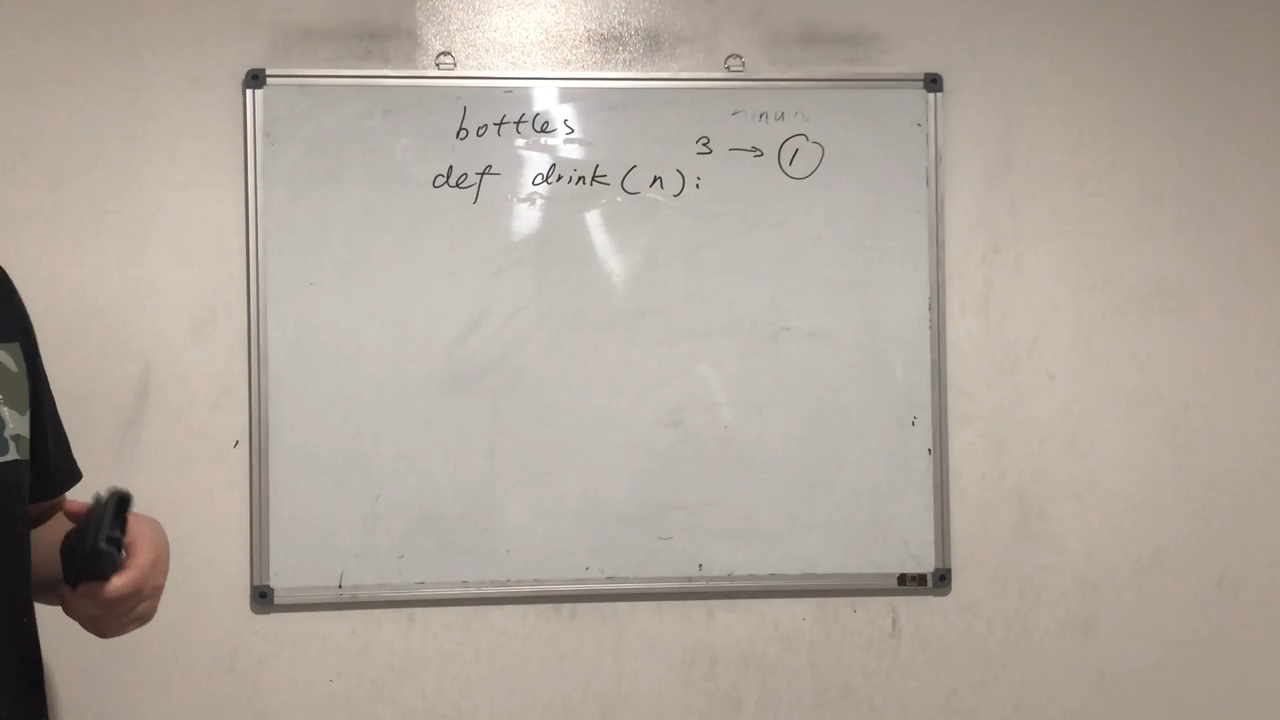 bottles
3 → 1
def drink(n):